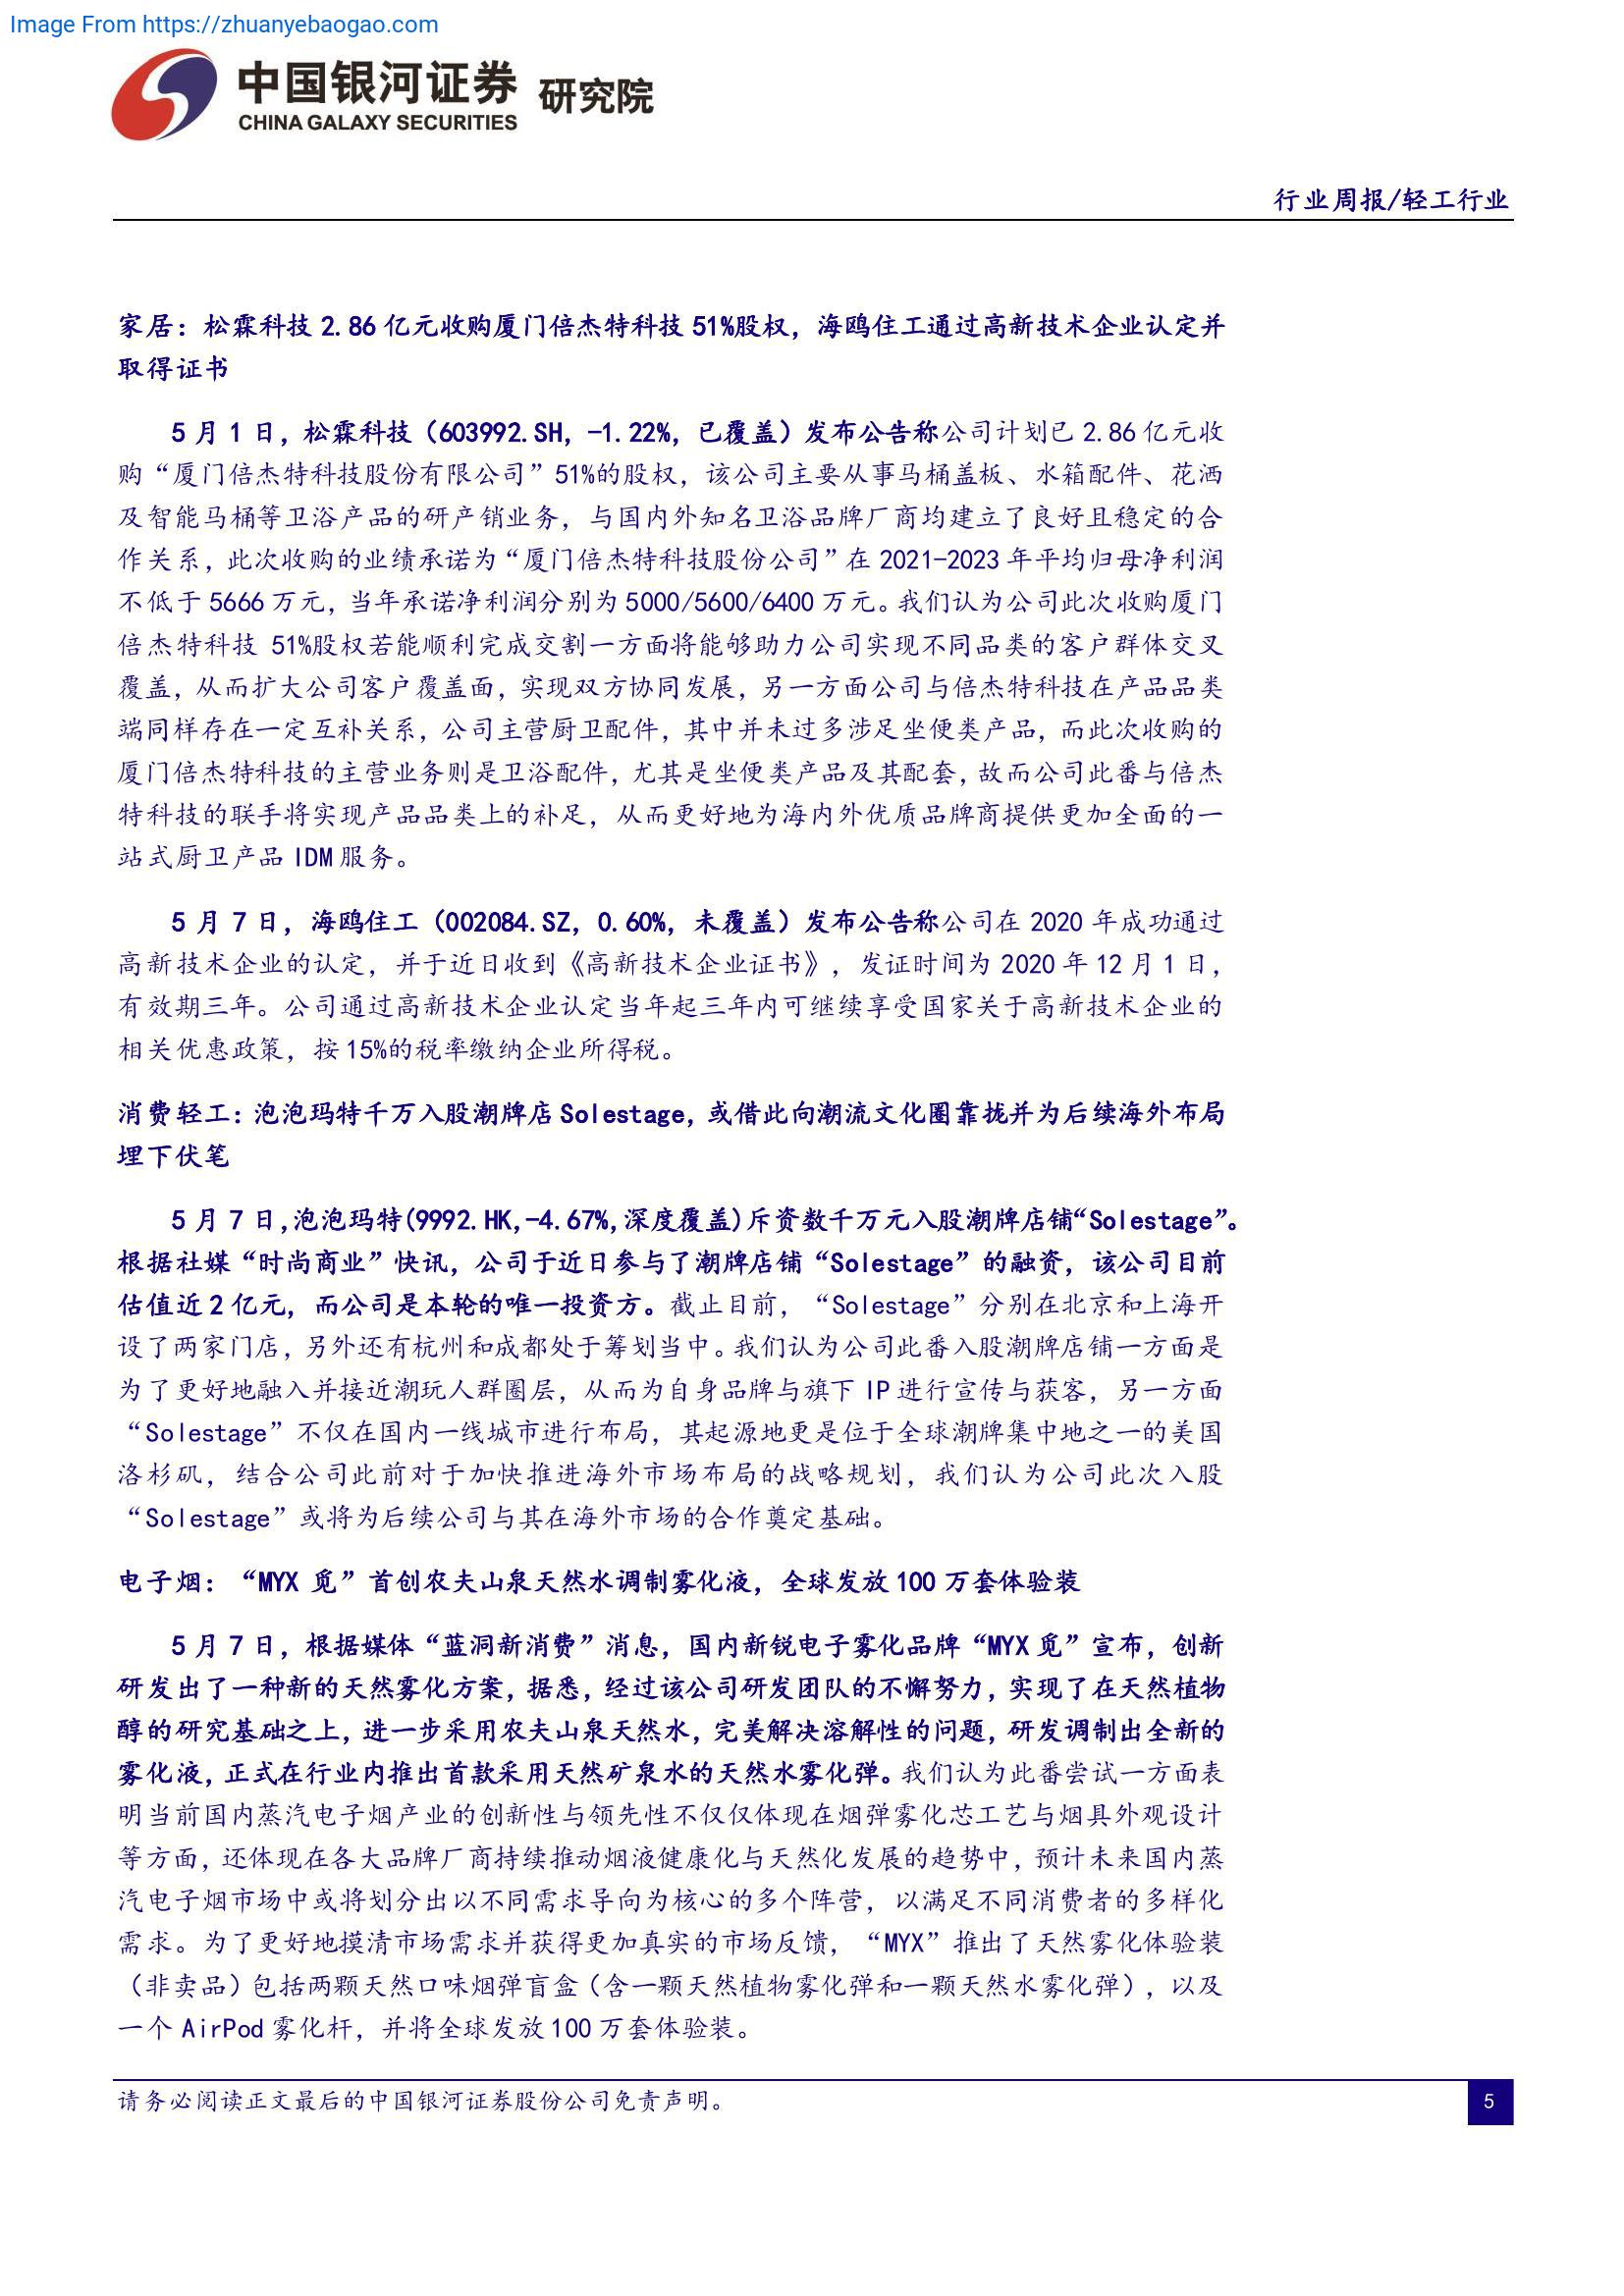 Image From https://zhuanyebaogao.com
中国银河证券 研究院
CHINA GALAXY SECURITIES
行业周报/轻工行业
家居：松霖科技 2.86 亿元收购厦门倍杰特科技 51%股权，海鸥住工通过高新技术企业认定并
取得证书
5 月 1 日，松霖科技（603992.SH，-1.22%，已覆盖）发布公告称公司计划已 2.86 亿元收
购“厦门倍杰特科技股份有限公司”51%的股权，该公司主要从事马桶盖板、水箱配件、花洒
及智能马桶等卫浴产品的研产销业务，与国内外知名卫浴品牌厂商均建立了良好且稳定的合
作关系，此次收购的业绩承诺为“厦门倍杰特科技股份公司”在 2021-2023 年平均归母净利润
不低于 5666 万元，当年承诺净利润分别为 5000/5600/6400 万元。我们认为公司此次收购厦门
倍杰特科技 51%股权若能顺利完成交割一方面将能够助力公司实现不同品类的客户群体交叉
覆盖，从而扩大公司客户覆盖面，实现双方协同发展，另一方面公司与倍杰特科技在产品品类
端同样存在一定互补关系，公司主营厨卫配件，其中并未过多涉足坐便类产品，而此次收购的
厦门倍杰特科技的主营业务则是卫浴配件，尤其是坐便类产品及其配套，故而公司此番与倍杰
特科技的联手将实现产品品类上的补足，从而更好地为海内外优质品牌商提供更加全面的一
站式厨卫产品 IDM 服务。
5 月 7 日，海鸥住工（002084.SZ，0.60%，未覆盖）发布公告称公司在 2020 年成功通过
高新技术企业的认定，并于近日收到《高新技术企业证书》，发证时间为 2020 年 12 月 1 日，
有效期三年。公司通过高新技术企业认定当年起三年内可继续享受国家关于高新技术企业的
相关优惠政策，按 15%的税率缴纳企业所得税。
消费轻工：泡泡玛特千万入股潮牌店 Solestage，或借此向潮流文化圈靠拢并为后续海外布局
埋下伏笔
5 月 7 日,泡泡玛特(9992.HK,-4.67%,深度覆盖)斥资数千万元入股潮牌店铺“Solestage”。
根据社媒“时尚商业”快讯，公司于近日参与了潮牌店铺“Solestage”的融资，该公司目前
估值近 2 亿元，而公司是本轮的唯一投资方。截止目前，“Solestage”分别在北京和上海开
设了两家门店，另外还有杭州和成都处于筹划当中。我们认为公司此番入股潮牌店铺一方面是
为了更好地融入并接近潮玩人群圈层，从而为自身品牌与旗下 IP 进行宣传与获客，另一方面
“Solestage”不仅在国内一线城市进行布局，其起源地更是位于全球潮牌集中地之一的美国
洛杉矶，结合公司此前对于加快推进海外市场布局的战略规划，我们认为公司此次入股
“Solestage”或将为后续公司与其在海外市场的合作奠定基础。
电子烟：“MYX 觅”首创农夫山泉天然水调制雾化液，全球发放 100 万套体验装
5 月 7 日，根据媒体“蓝洞新消费”消息，国内新锐电子雾化品牌“MYX 觅”宣布，创新
研发出了一种新的天然雾化方案，据悉，经过该公司研发团队的不懈努力，实现了在天然植物
醇的研究基础之上，进一步采用农夫山泉天然水，完美解决溶解性的问题，研发调制出全新的
雾化液，正式在行业内推出首款采用天然矿泉水的天然水雾化弹。我们认为此番尝试一方面表
明当前国内蒸汽电子烟产业的创新性与领先性不仅仅体现在烟弹雾化芯工艺与烟具外观设计
等方面，还体现在各大品牌厂商持续推动烟液健康化与天然化发展的趋势中，预计未来国内蒸
汽电子烟市场中或将划分出以不同需求导向为核心的多个阵营，以满足不同消费者的多样化
需求。为了更好地摸清市场需求并获得更加真实的市场反馈，“MYX”推出了天然雾化体验装
（非卖品）包括两颗天然口味烟弹盲盒（含一颗天然植物雾化弹和一颗天然水雾化弹），以及
一个 AirPod 雾化杆，并将全球发放 100 万套体验装。
请务必阅读正文最后的中国银河证券股份公司免责声明。
5